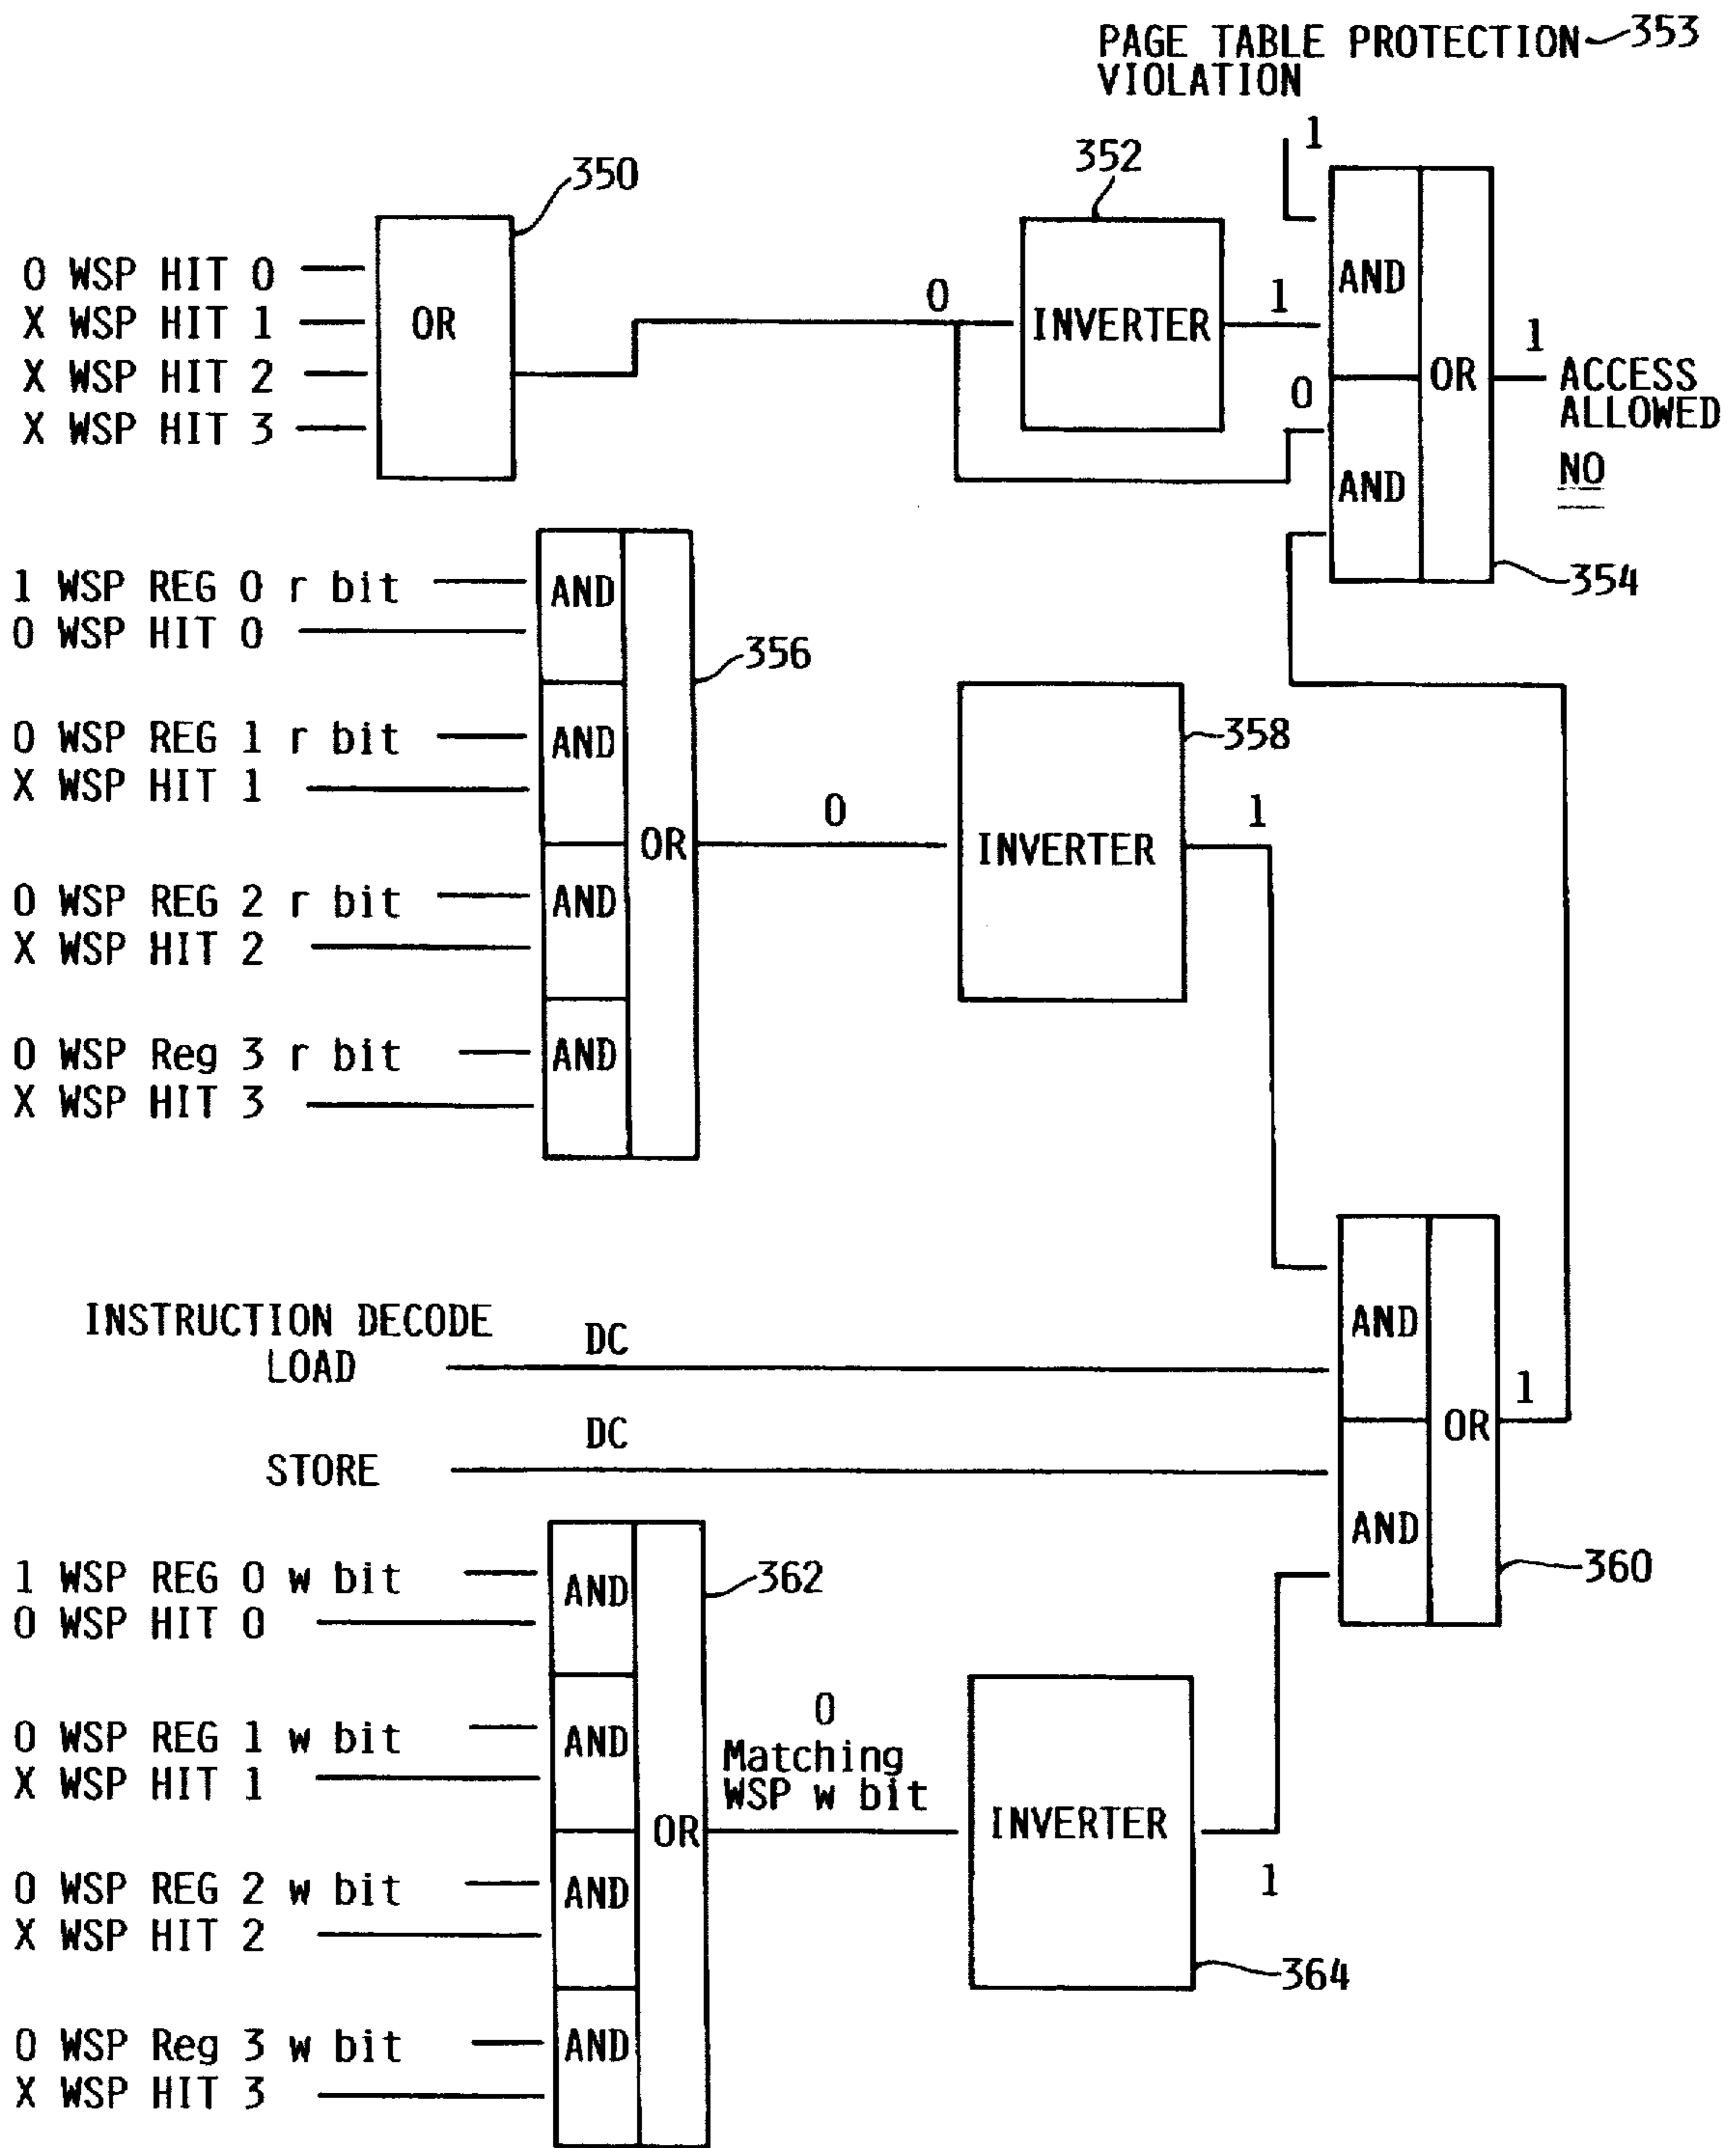 PAGE TABLE PROTECTION 353
VIOLATION
1
350
352
0 WSP HIT 0
X WSP HIT 1
X WSP HIT 2
X WSP HIT 3
OR
0
INVERTER
1
0
AND
AND
OR
1
ACCESS
ALLOWED
NO
354
1 WSP REG 0 r bit
0 WSP HIT 0
0 WSP REG 1 r bit
X WSP HIT 1
0 WSP REG 2 r bit
X WSP HIT 2
0 WSP Reg 3 r bit
X WSP HIT 3
AND
AND
AND
AND
OR
356
0
INVERTER
358
1
INSTRUCTION DECODE
LOAD
DC
STORE
DC
AND
AND
OR
1
360
1 WSP REG 0 w bit
0 WSP HIT 0
0 WSP REG 1 w bit
X WSP HIT 1
0 WSP REG 2 w bit
X WSP HIT 2
0 WSP Reg 3 w bit
X WSP HIT 3
AND
AND
AND
AND
OR
362
0
Matching
WSP w bit
INVERTER
1
364